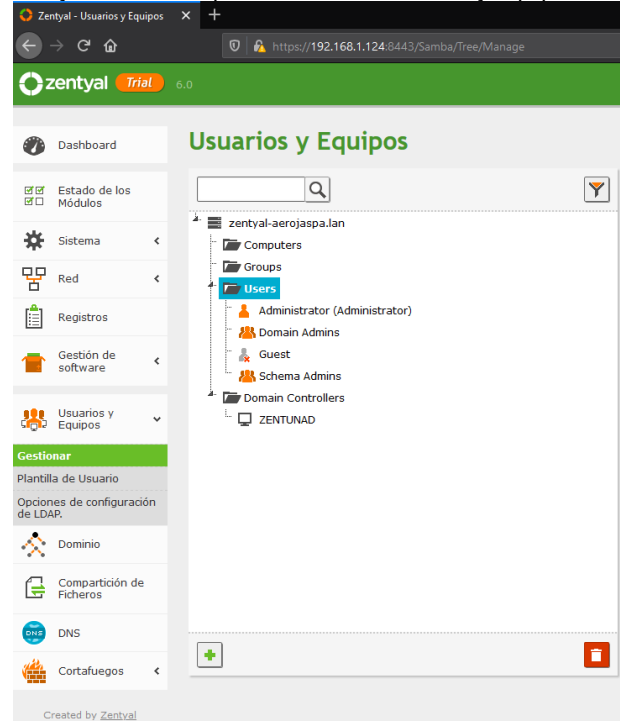 Zentyal - Usuarios y Equipos
https://192.168.1.124:8443/Samba/Tree/Manage
zentyal Trial 6.0
Dashboard
Estado de los
Módulos
Sistema
Red
Registros
Gestión de
software
Usuarios y
Equipos
Gestionar
Plantilla de Usuario
Opciones de configuración
de LDAP.
Dominio
Compartición de
Ficheros
DNS
DNS
Cortafuegos
Created by Zentyal
Usuarios y Equipos
zentyal-aerojaspa.lan
Computers
Groups
Users
Administrator (Administrator)
Domain Admins
Guest
Schema Admins
Domain Controllers
ZENTUNAD